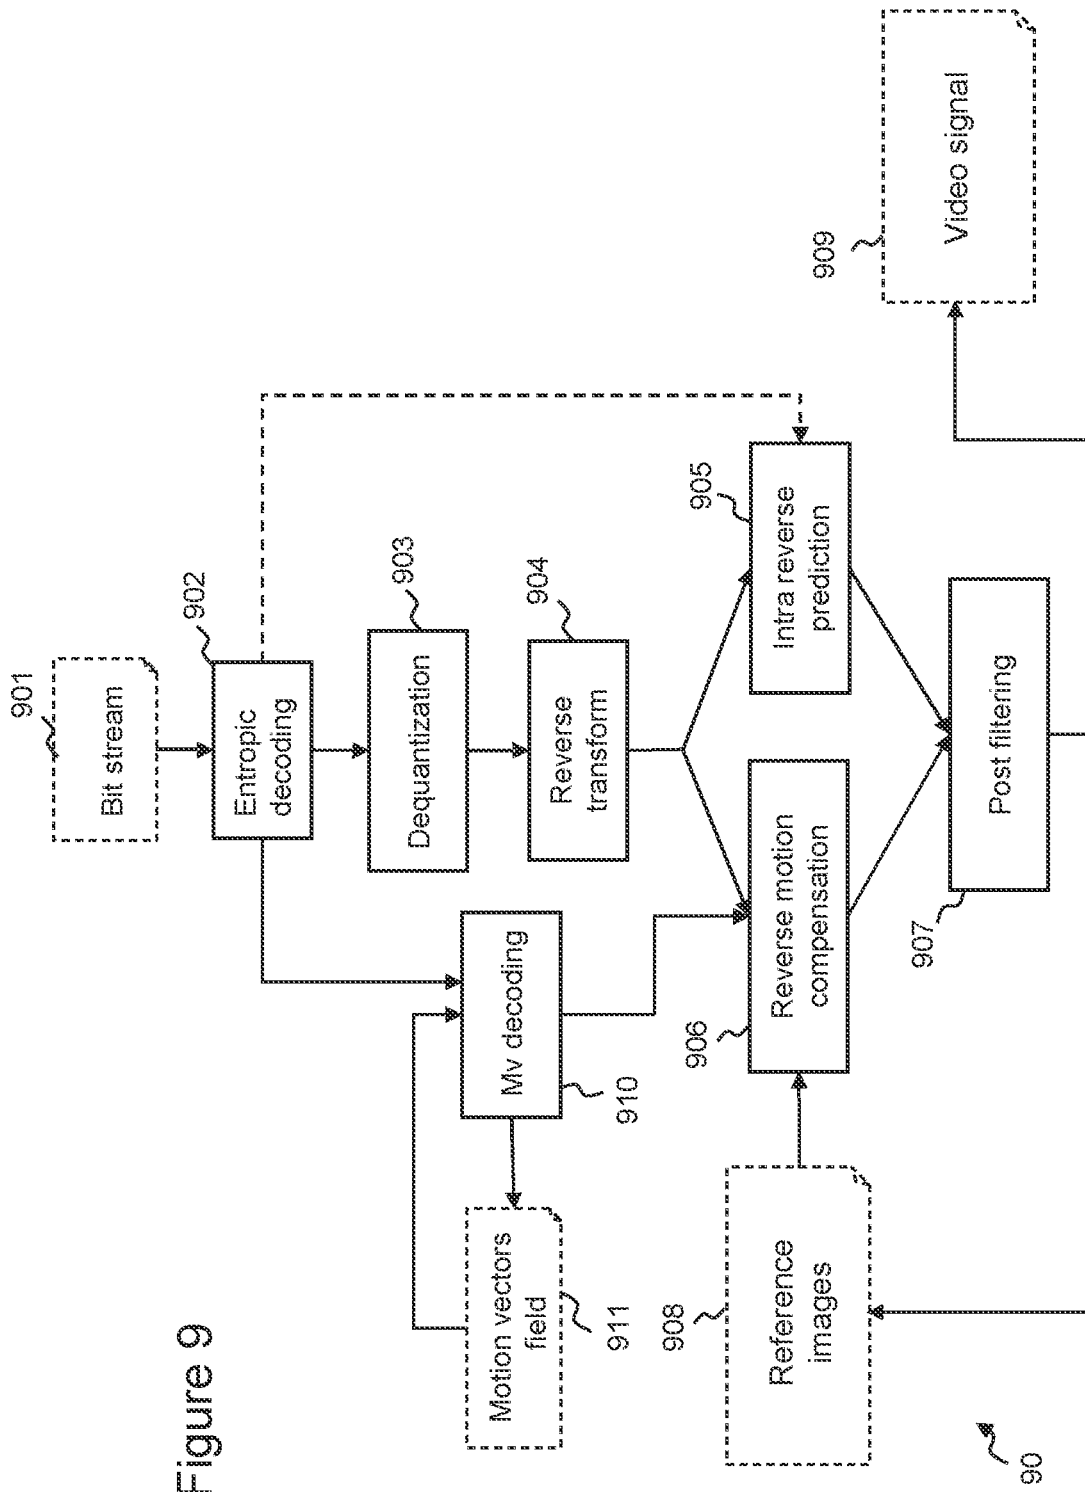 Figure 9
901
Bit stream
902
Entropic
decoding
903
Dequantization
904
Reverse
transform
Mv decoding
910
Motion vectors
field
911
905
Intra reverse
prediction
Reverse motion
compensation
906
908
Reference
images
Post filtering
907
909
Video signal
90